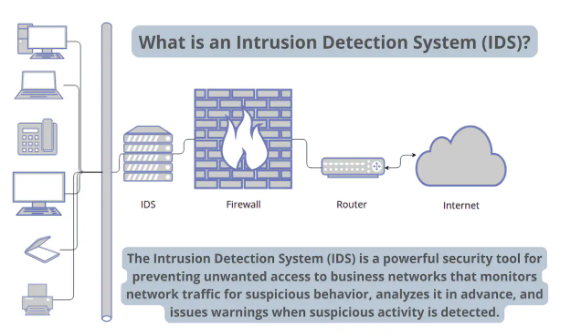 What is an Intrusion Detection System (IDS)?
IDS
Firewall
Router
Internet
The Intrusion Detection System (IDS) is a powerful security tool for
preventing unwanted access to business networks that monitors
network traffic for suspicious behavior, analyzes it in advance, and
issues warnings when suspicious activity is detected.